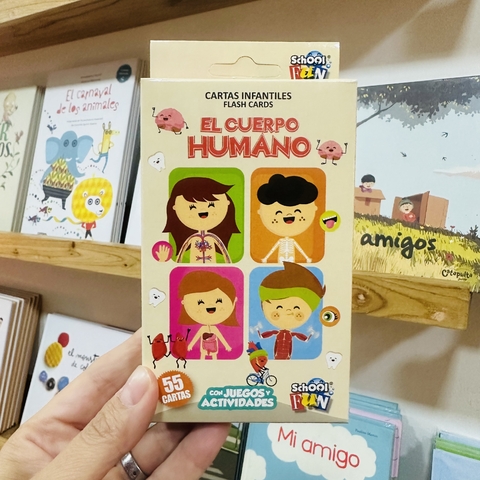 School
FUN
CARTAS INFANTILES
FLASH CARDS
EL CUERPO
HUMANO
55
CARTAS
CON JUEGOS Y
ACTIVIDADES
School
FUN
El carnaval
de los animales
amigos
Catapulta
Mi amigo